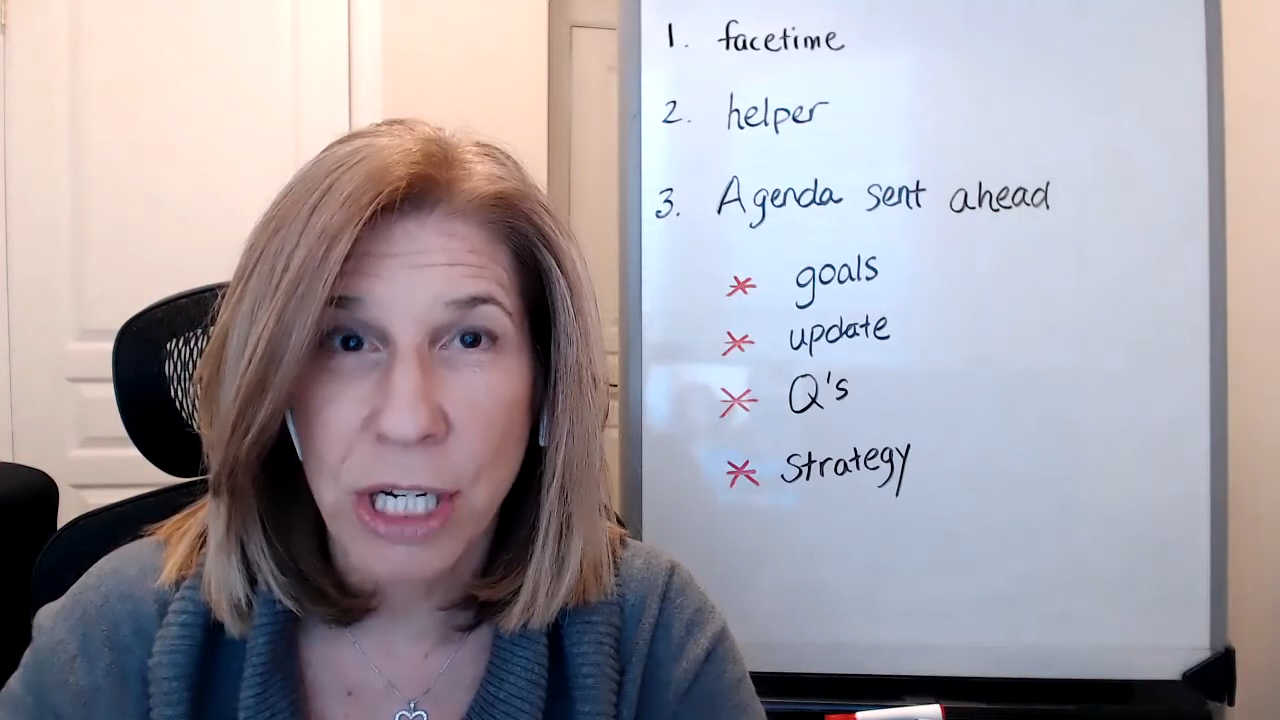 1. facetime
2. helper
3. Agenda sent ahead
* goals
* update
* Q's
* strategy